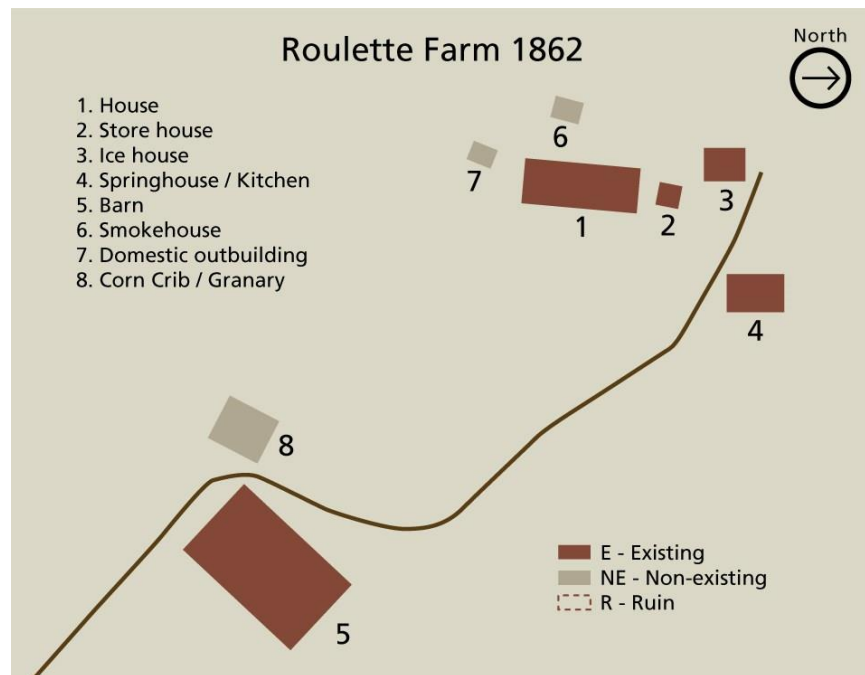 Roulette Farm 1862
North
1. House
2. Store house
3. Ice house
4. Springhouse / Kitchen
5. Barn
6. Smokehouse
7. Domestic outbuilding
8. Corn Crib / Granary
6
7
1
2
3
4
8
5
E - Existing
NE - Non-existing
R - Ruin